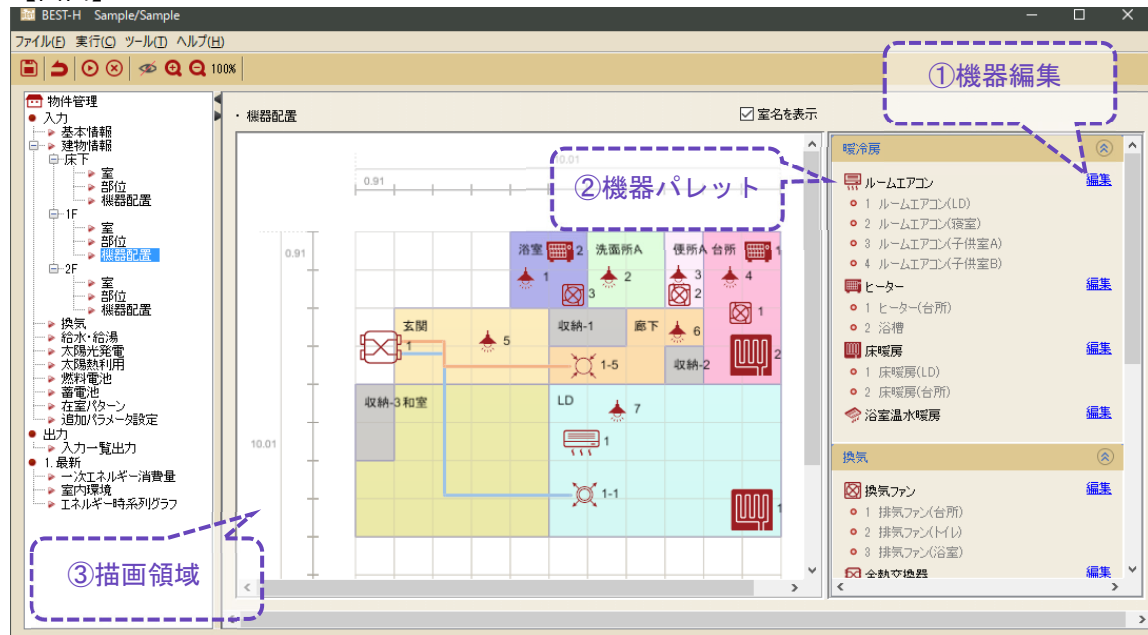 BEST-H Sample/Sample
ファイル(F) 実行(C) ツール(T) ヘルプ(H)
100%
①機器編集
②機器パレット
③描画領域
物件管理
入力
基本情報
建物情報
床下
室
部位
機器配置
1F
室
部位
機器配置
2F
室
部位
機器配置
換気
給水・給湯
太陽光発電
太陽熱利用
燃料電池
蓄電池
在室パターン
追加パラメータ設定
出力
入力一覧出力
1.最新
一次エネルギー消費量
室内環境
エネルギー時系列グラフ
・機器配置
室名を表示
10.01
0.91
0.91
10.01
浴室 2 洗面所A 便所A 台所 1
1 2 3 4
3 2
1
玄関 5 収納-1 廊下 6
1
1-5 収納-2 2
収納-3 和室 LD 7
1
1-1
1
暖冷房
ルームエアコン 編集
1 ルームエアコン(LD)
2 ルームエアコン(寝室)
3 ルームエアコン(子供室A)
4 ルームエアコン(子供室B)
ヒーター 編集
1 ヒーター(台所)
2 浴槽
床暖房 編集
1 床暖房(LD)
2 床暖房(台所)
浴室温水暖房 編集
換気
換気ファン 編集
1 排気ファン(台所)
2 排気ファン(トイレ)
3 排気ファン(浴室)
全熱交換器 編集